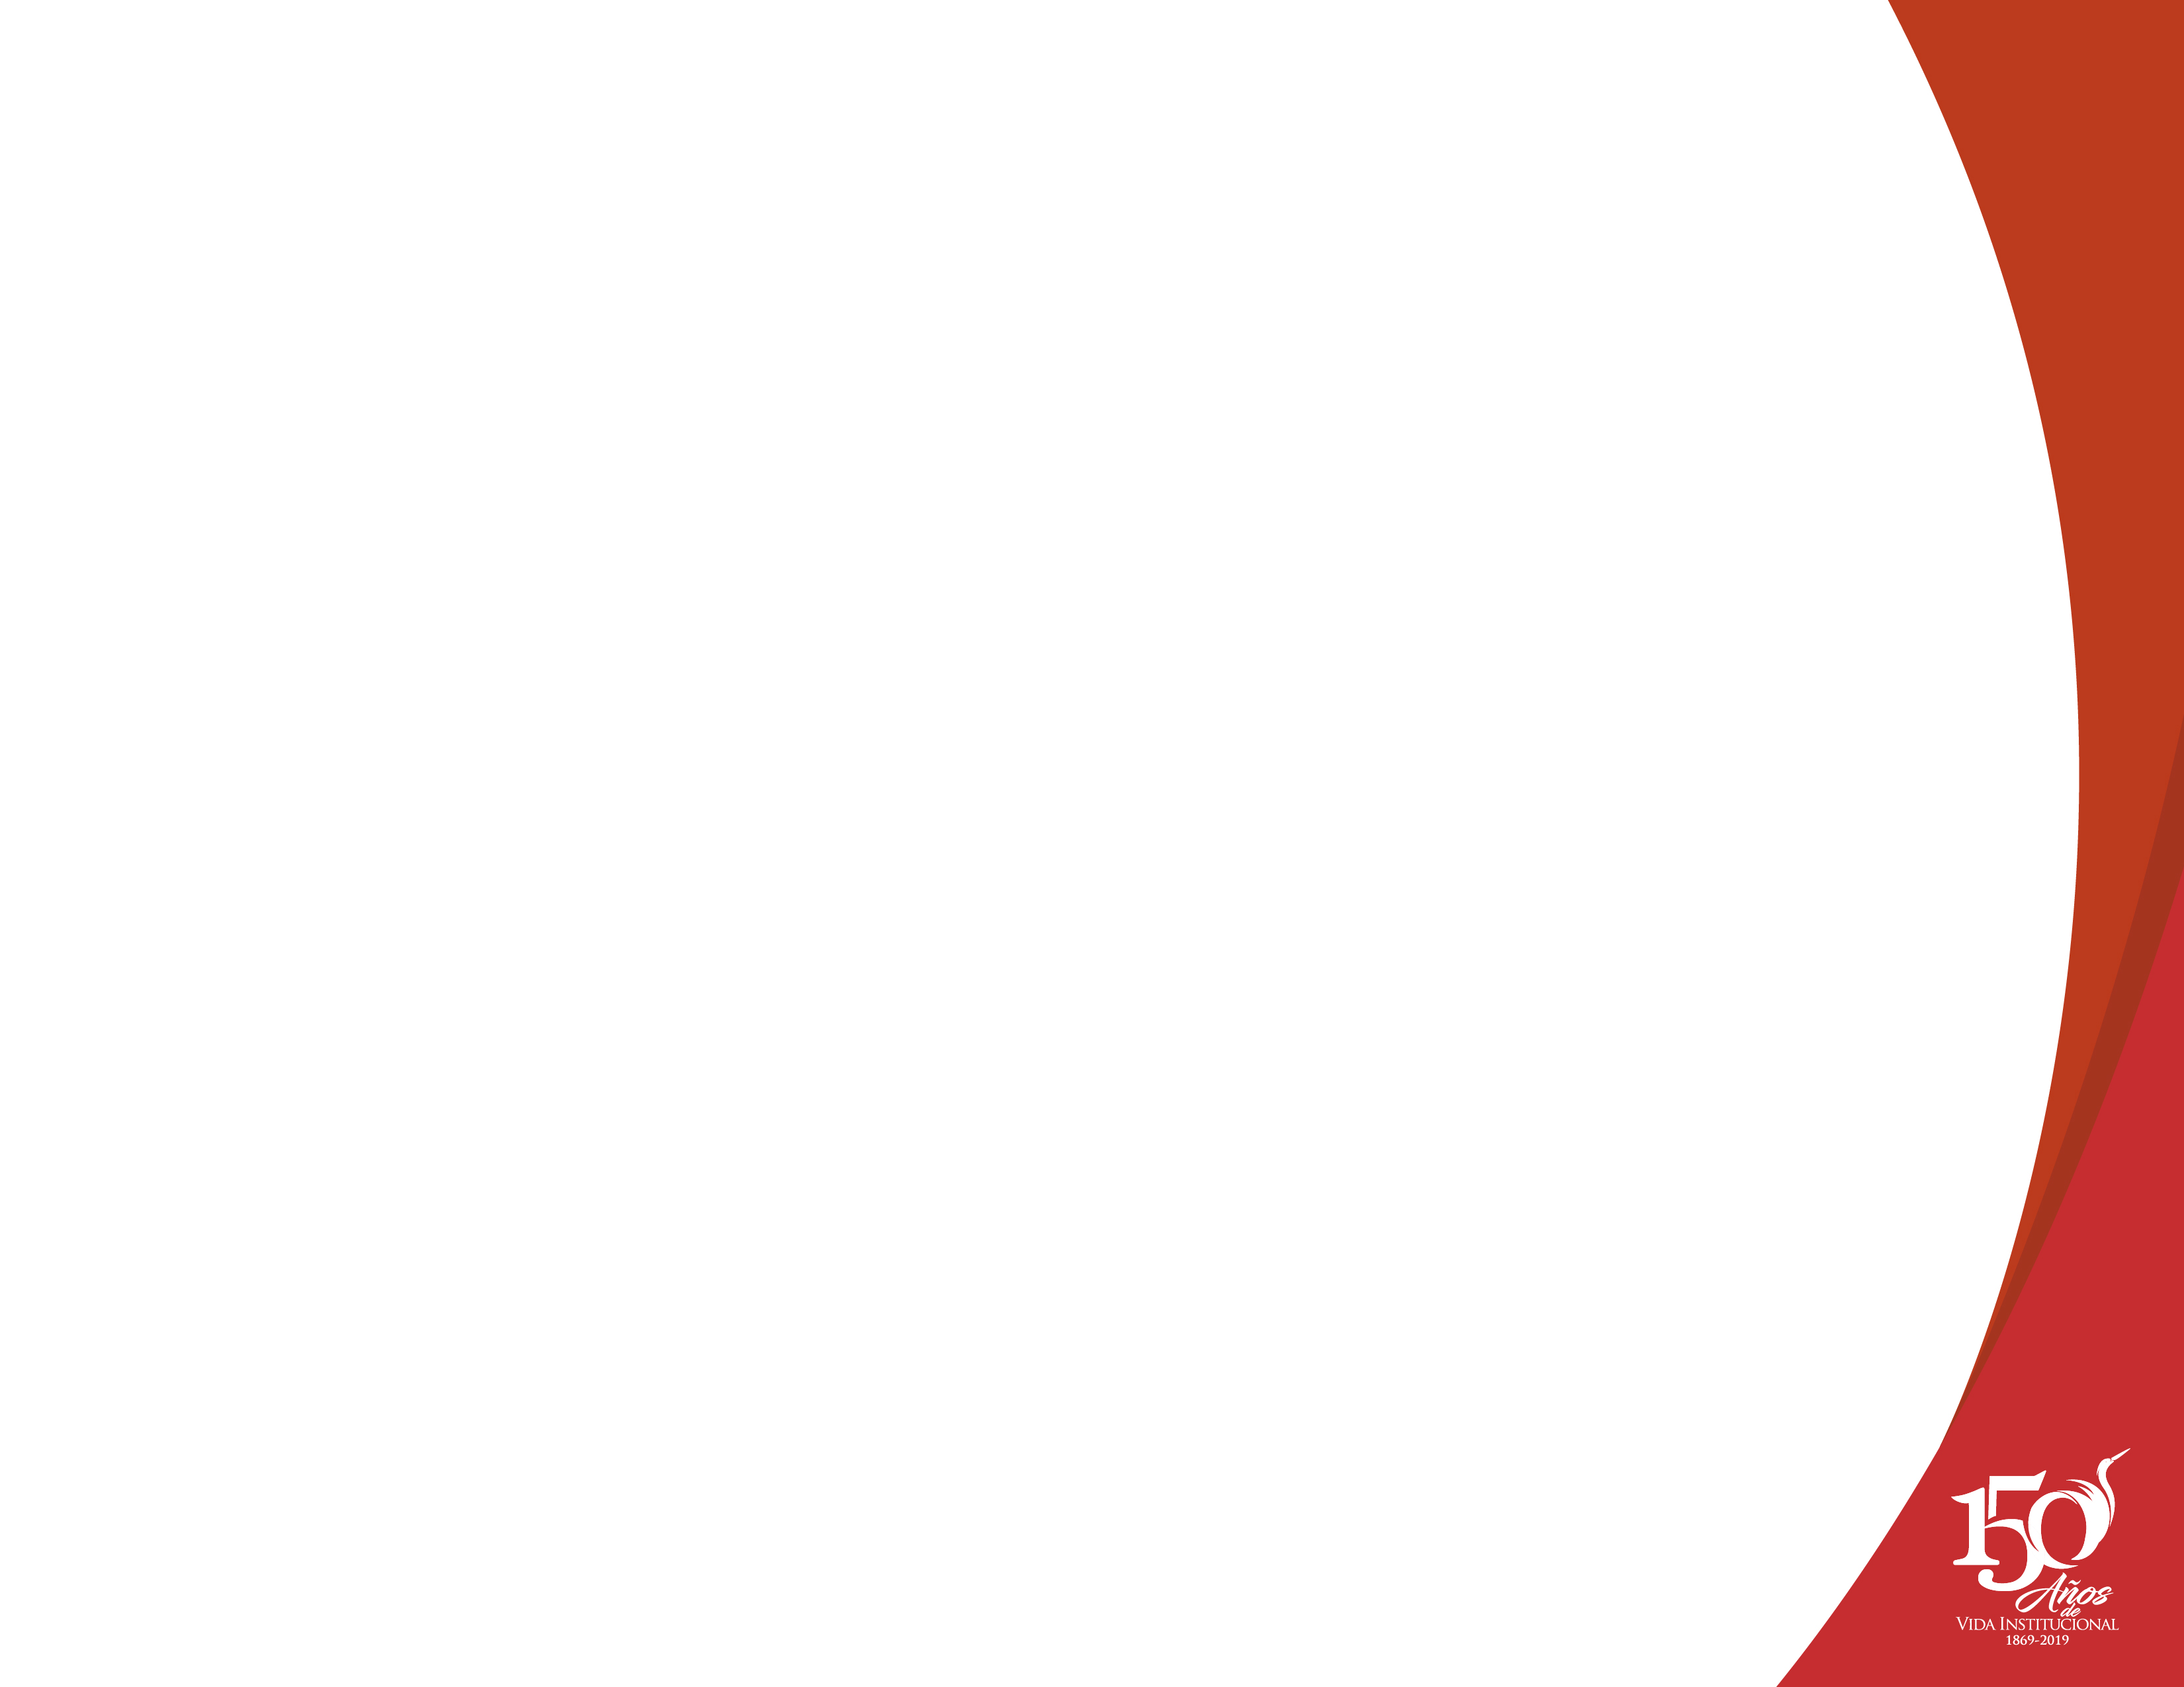 150
Años
de
VIDA INSTITUCIONAL
1869-2019